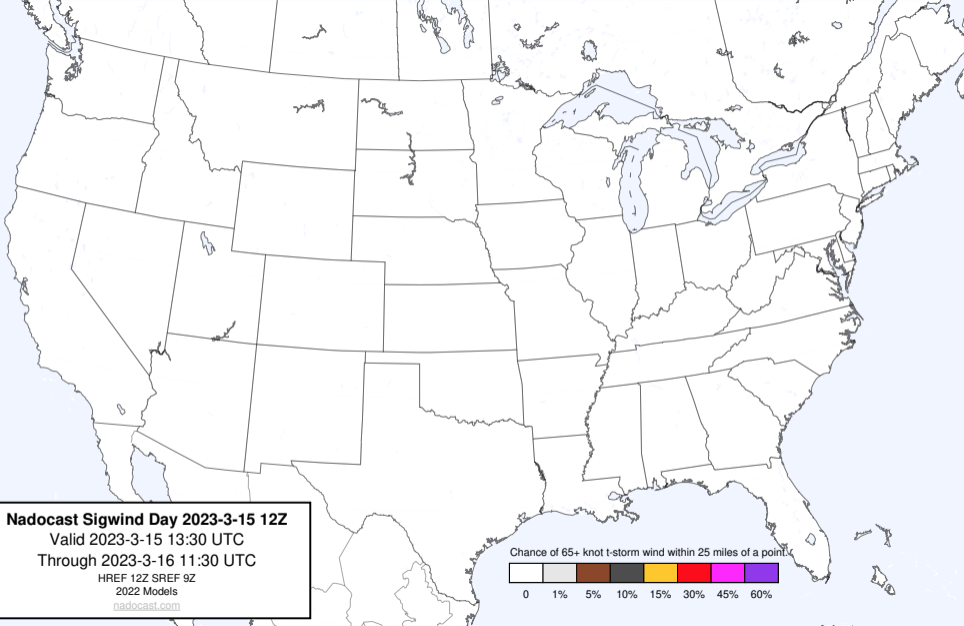 Nadocast Sigwind Day 2023-3-15 12Z
Valid 2023-3-15 13:30 UTC
Through 2023-3-16 11:30 UTC
HREF 12Z SREF 9Z
2022 Models
nadocast.com
Chance of 65+ knot t-storm wind within 25 miles of a point.
0 1% 5% 10% 15% 30% 45% 60%